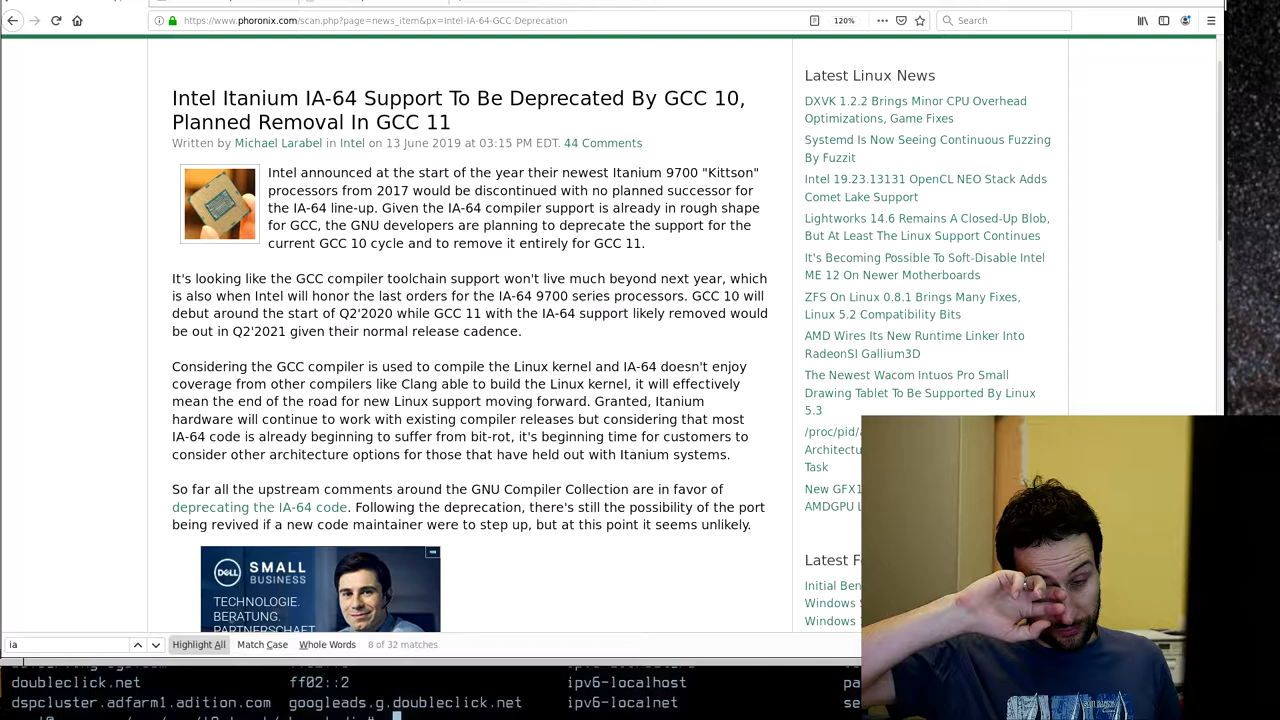 https://www.phoronix.com/scan.php?page=news_item&px=Intel-IA-64-GCC-Deprecation
120%
Search
Intel Itanium IA-64 Support To Be Deprecated By GCC 10,
Planned Removal In GCC 11
Written by Michael Larabel in Intel on 13 June 2019 at 03:15 PM EDT. 44 Comments
Intel announced at the start of the year their newest Itanium 9700 "Kittson"
processors from 2017 would be discontinued with no planned successor for
the IA-64 line-up. Given the IA-64 compiler support is already in rough shape
for GCC, the GNU developers are planning to deprecate the support for the
current GCC 10 cycle and to remove it entirely for GCC 11.
It's looking like the GCC compiler toolchain support won't live much beyond next year, which
is also when Intel will honor the last orders for the IA-64 9700 series processors. GCC 10 will
debut around the start of Q2'2020 while GCC 11 with the IA-64 support likely removed would
be out in Q2'2021 given their normal release cadence.
Considering the GCC compiler is used to compile the Linux kernel and IA-64 doesn't enjoy
coverage from other compilers like Clang able to build the Linux kernel, it will effectively
mean the end of the road for new Linux support moving forward. Granted, Itanium
hardware will continue to work with existing compiler releases but considering that most
IA-64 code is already beginning to suffer from bit-rot, it's beginning time for customers to
consider other architecture options for those that have held out with Itanium systems.
So far all the upstream comments around the GNU Compiler Collection are in favor of
deprecating the IA-64 code. Following the deprecation, there's still the possibility of the port
being revived if a new code maintainer were to step up, but at this point it seems unlikely.
DELL
SMALL
BUSINESS
TECHNOLOGIE.
BERATUNG.
PARTNERSCHAFT
Latest Linux News
DXVK 1.2.2 Brings Minor CPU Overhead
Optimizations, Game Fixes
Systemd Is Now Seeing Continuous Fuzzing
By Fuzzit
Intel 19.23.13131 OpenCL NEO Stack Adds
Comet Lake Support
Lightworks 14.6 Remains A Closed-Up Blob,
But At Least The Linux Support Continues
It's Becoming Possible To Soft-Disable Intel
ME 12 On Newer Motherboards
ZFS On Linux 0.8.1 Brings Many Fixes,
Linux 5.2 Compatibility Bits
AMD Wires Its New Runtime Linker Into
RadeonSI Gallium3D
The Newest Wacom Intuos Pro Small
Drawing Tablet To Be Supported By Linux
5.3
/proc/pid/
Architectu
Task
New GFX1
AMDGPU L
Latest Fe
Initial Ben
Windows S
Windows
ia
Highlight All Match Case Whole Words 8 of 32 matches
doubleclick.net ff02::2 ipv6-localhost pa
dspcluster.adfarm1.adition.com googleads.g.doubleclick.net ipv6-localnet se